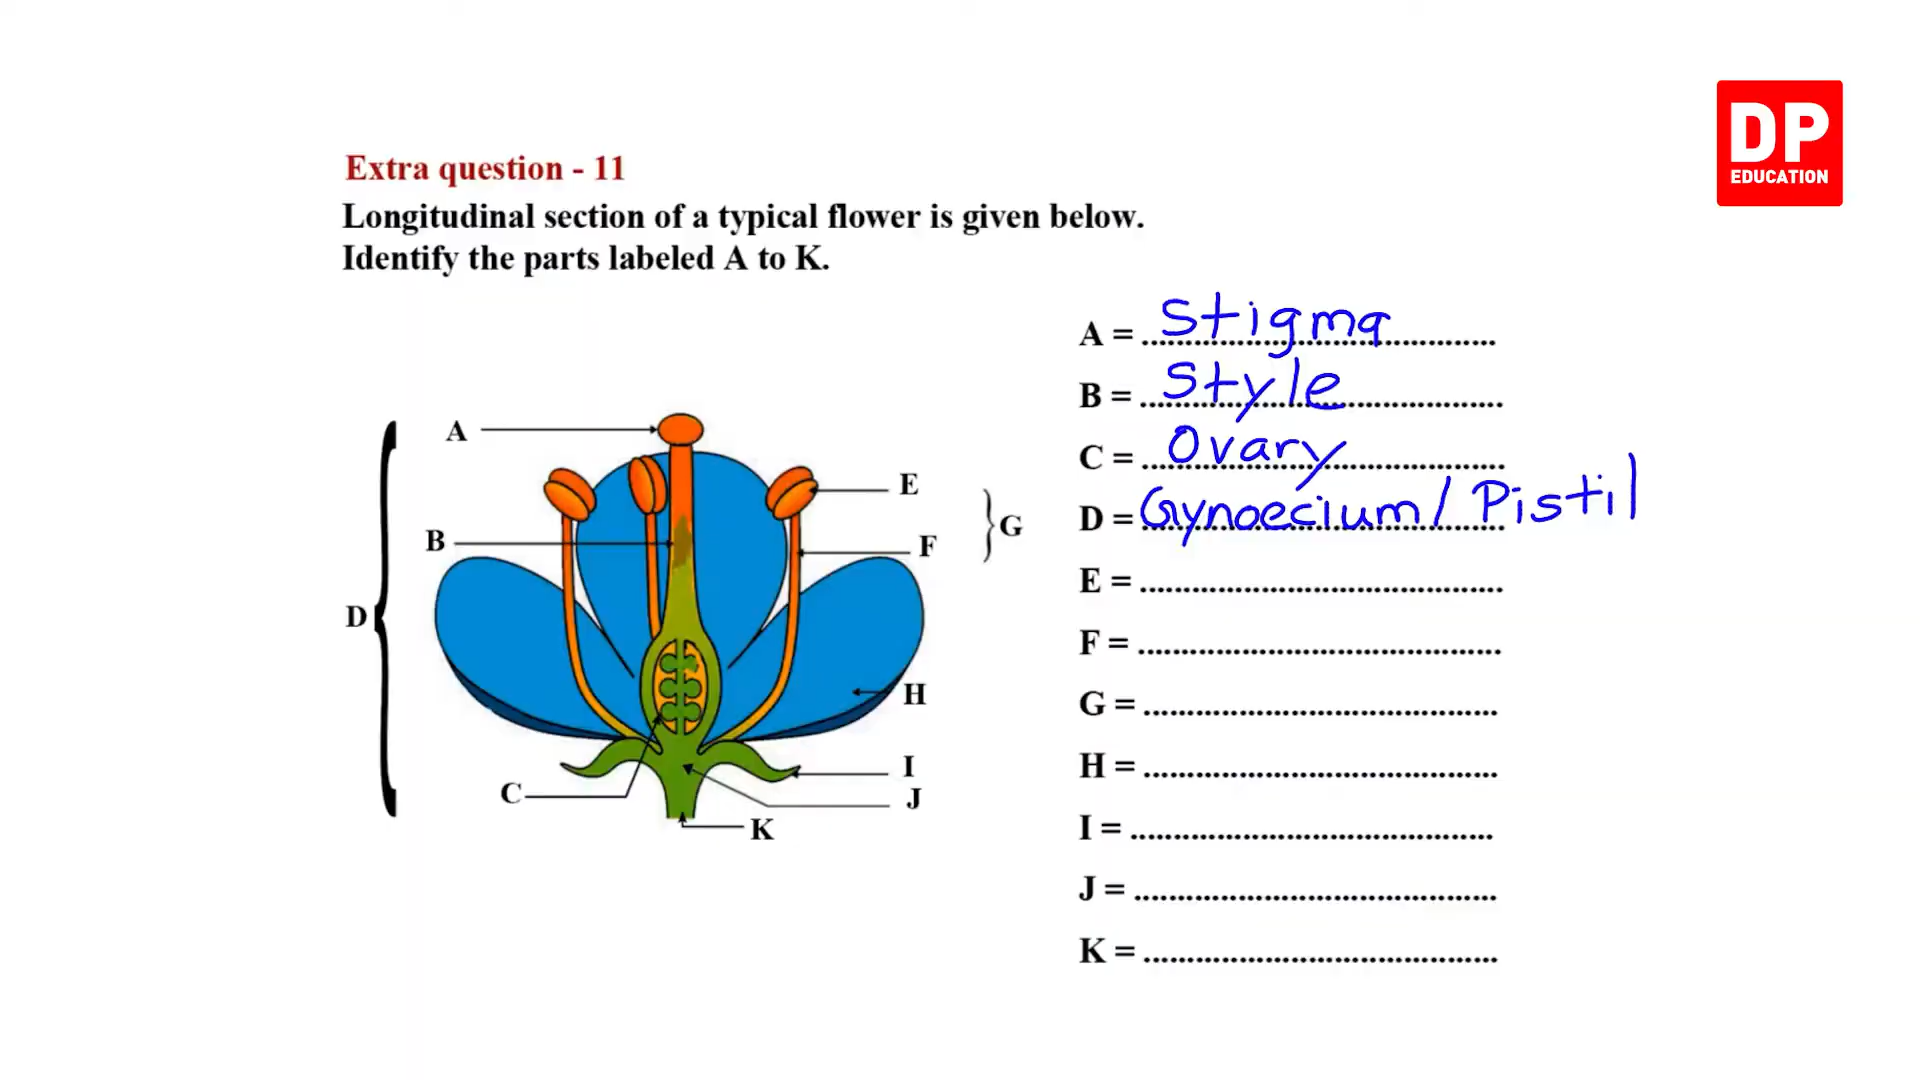 DP
EDUCATION
Extra question - 11
Longitudinal section of a typical flower is given below.
Identify the parts labeled A to K.
A = Stigma
B = Style
C = Ovary
D = Gynoecium / Pistil
E = ..........................................
F = ..........................................
G = ..........................................
H = ..........................................
I = ..........................................
J = ..........................................
K = ..........................................
A
E
G
B
F
D
H
I
C
J
K